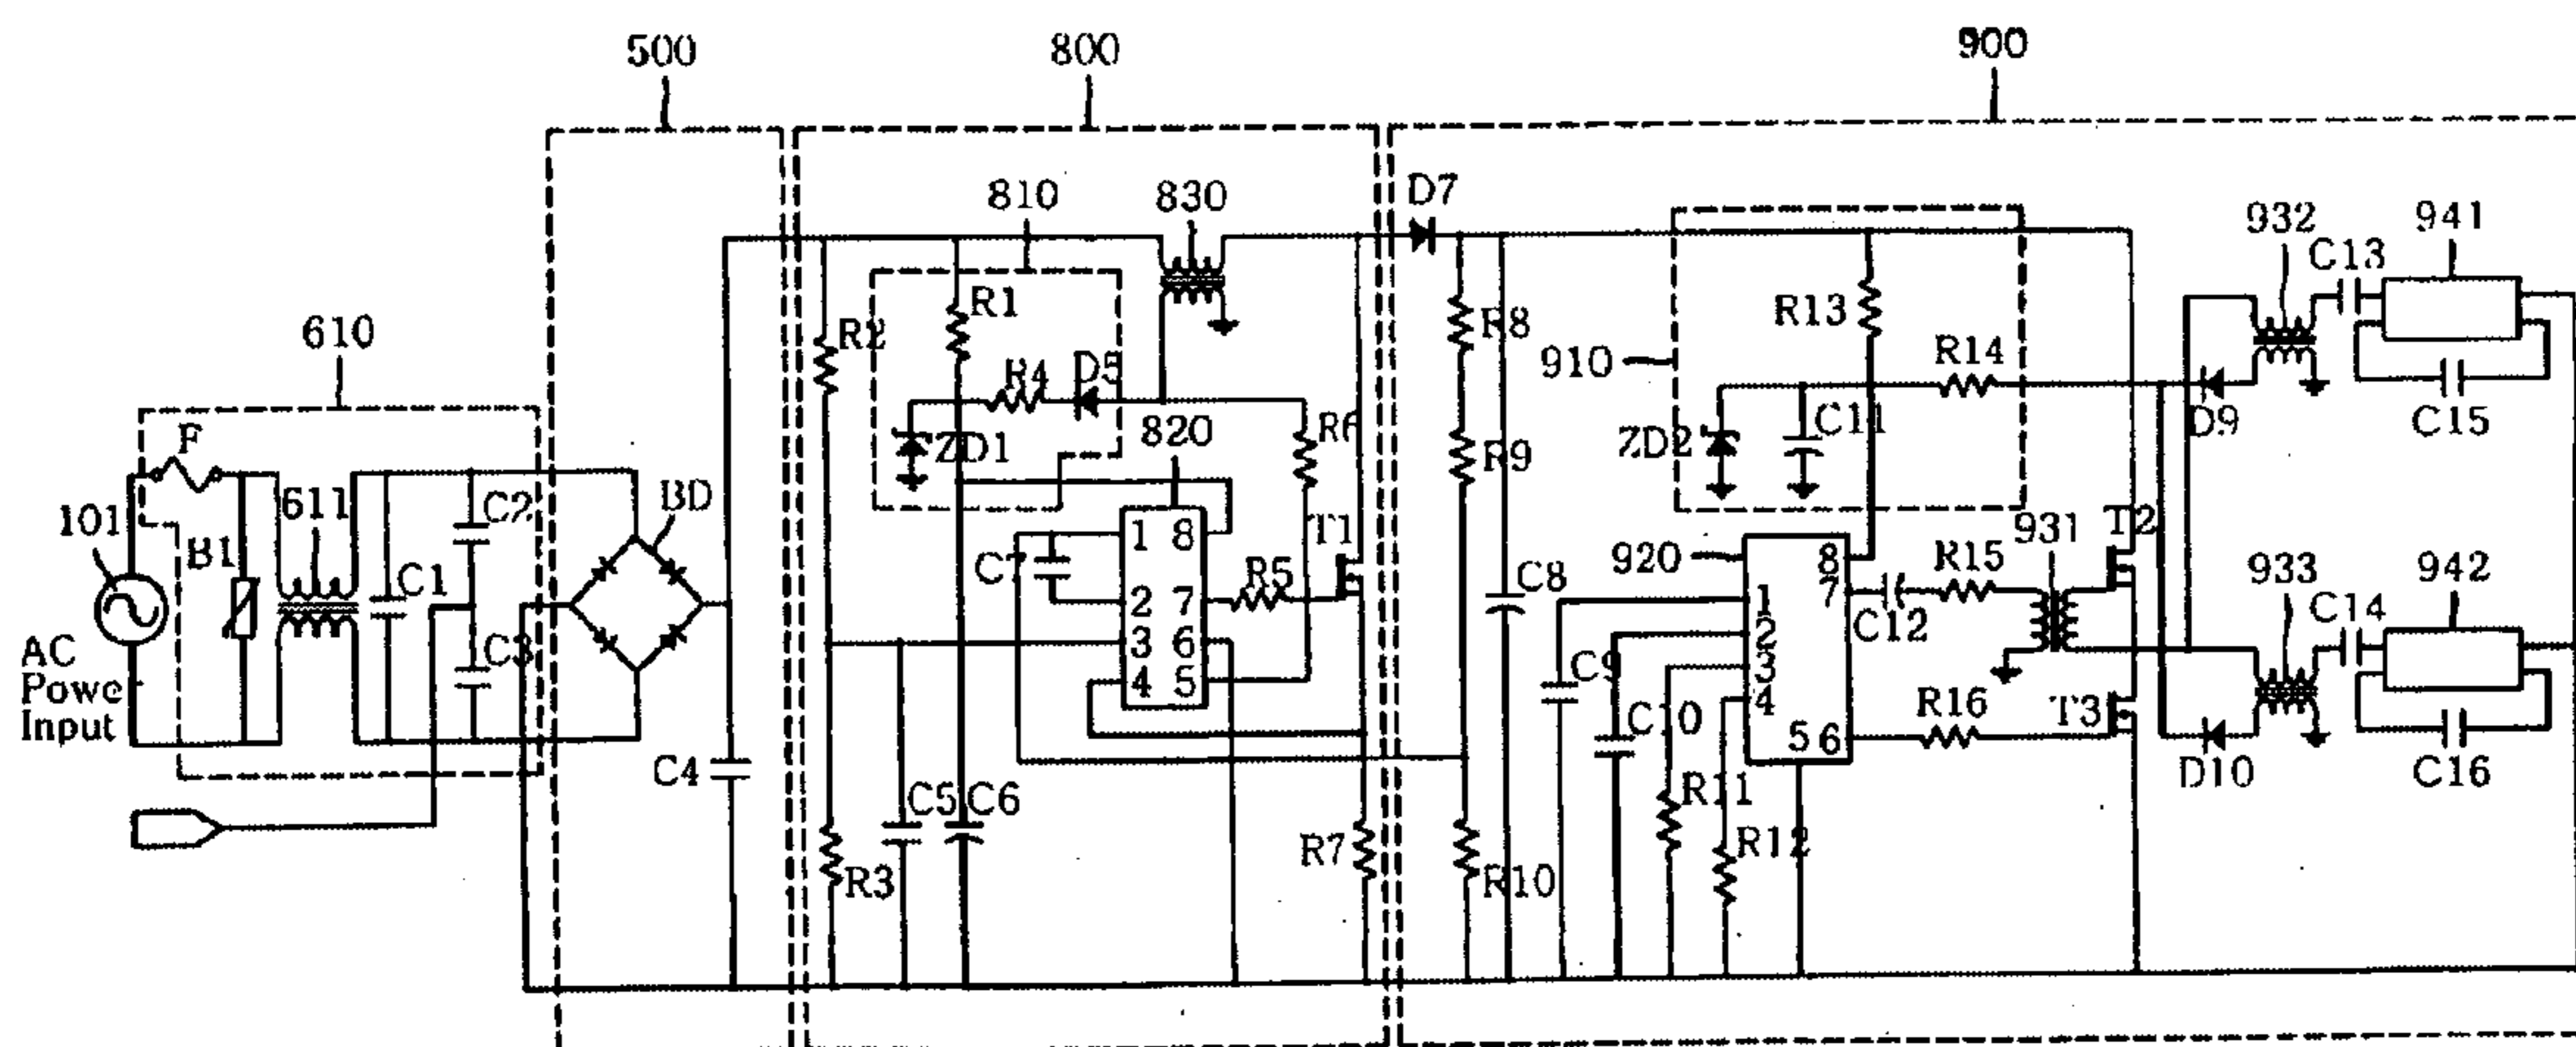 500
800
900
810
830
D7
932
941
C13
610
R1
R2
R8
R13
910
R14
F
R4
D5
820
R6
ZD1
R9
ZD2
C11
D9
C15
101
B1
611
C2
BD
C1
C3
AC
Powe
Input
C7
1
8
2
7
3
6
4
5
R5
T1
C8
920
8
7
1
2
3
4
5
6
C12
R15
931
T2
933
C14
942
C9
C10
R16
T3
D10
C16
C4
C5
C6
R3
R7
R10
R11
R12